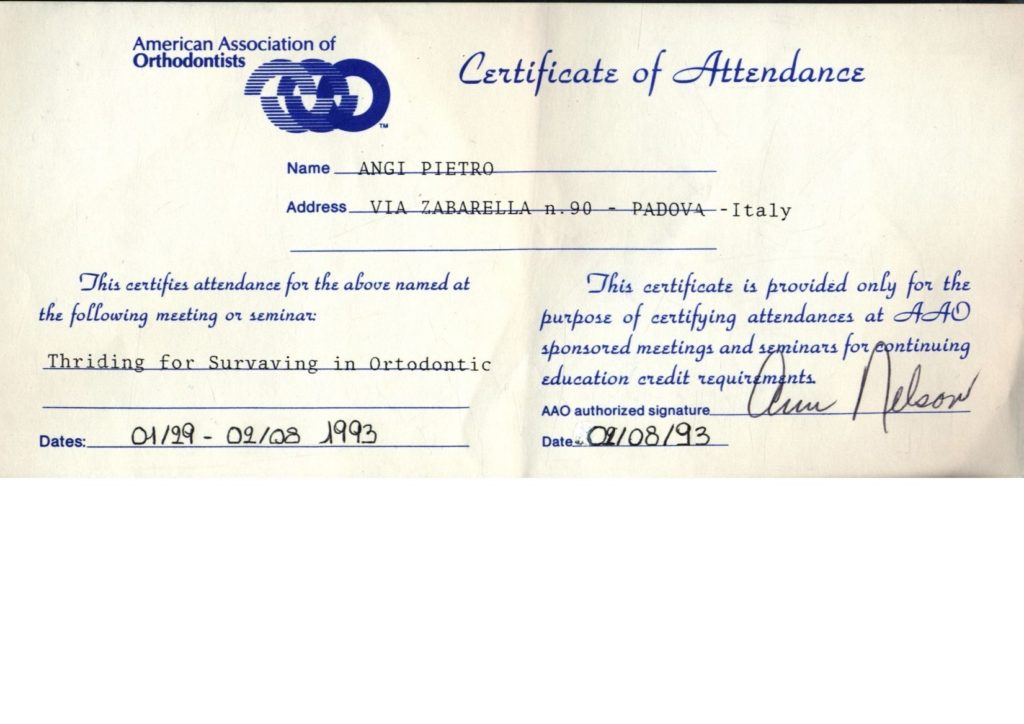 American Association of
Orthodontists
™
Certificate of Attendance
Name ANGI PIETRO
Address VIA ZABARELLA n.90 - PADOVA -Italy
This certifies attendance for the above named at
the following meeting or seminar:
Thriding for Survaving in Ortodontic
Dates: 01/29 - 02/08 1993
This certificate is provided only for the
purpose of certifying attendances at AAO
sponsored meetings and seminars for continuing
education credit requirements.
AAO authorized signature Ann Nelson
Date 02/08/93